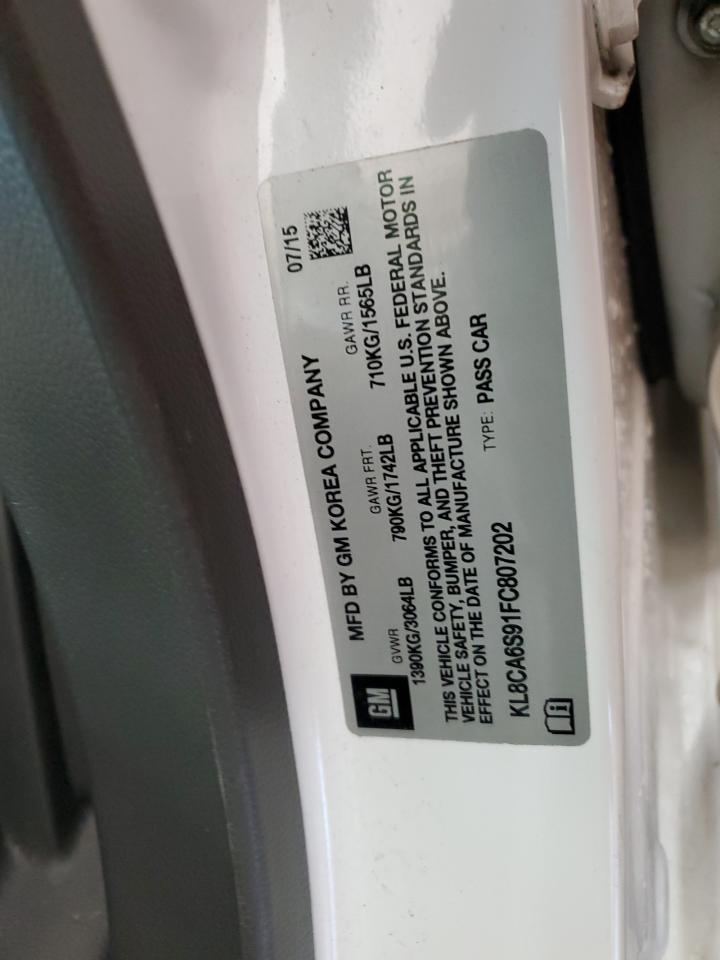 GM
MFD BY GM KOREA COMPANY 07/15
GVWR GAWR FRT. GAWR RR.
1390KG/3064LB 790KG/1742LB 710KG/1565LB
THIS VEHICLE CONFORMS TO ALL APPLICABLE U.S. FEDERAL MOTOR
VEHICLE SAFETY, BUMPER, AND THEFT PREVENTION STANDARDS IN
EFFECT ON THE DATE OF MANUFACTURE SHOWN ABOVE.
KL8CA6S91FC807202 TYPE: PASS CAR